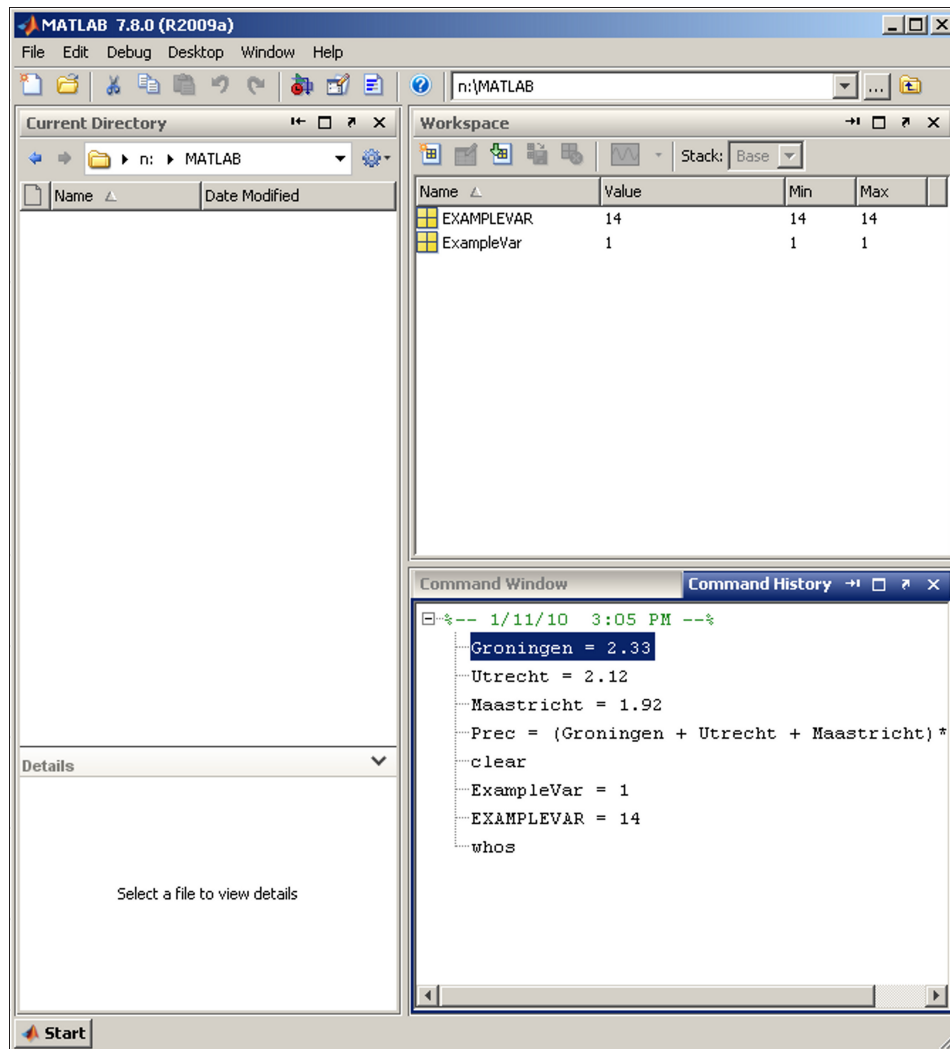 MATLAB 7.8.0 (R2009a)
File Edit Debug Desktop Window Help
n:\MATLAB ...
Current Directory
n: MATLAB
Name Date Modified
Details
Select a file to view details
Workspace
Stack: Base
Name Value Min Max
EXAMPLEVAR 14 14 14
ExampleVar 1 1 1
Command Window Command History
%-- 1/11/10 3:05 PM --%
Groningen = 2.33
Utrecht = 2.12
Maastricht = 1.92
Prec = (Groningen + Utrecht + Maastricht)*
clear
ExampleVar = 1
EXAMPLEVAR = 14
whos
Start